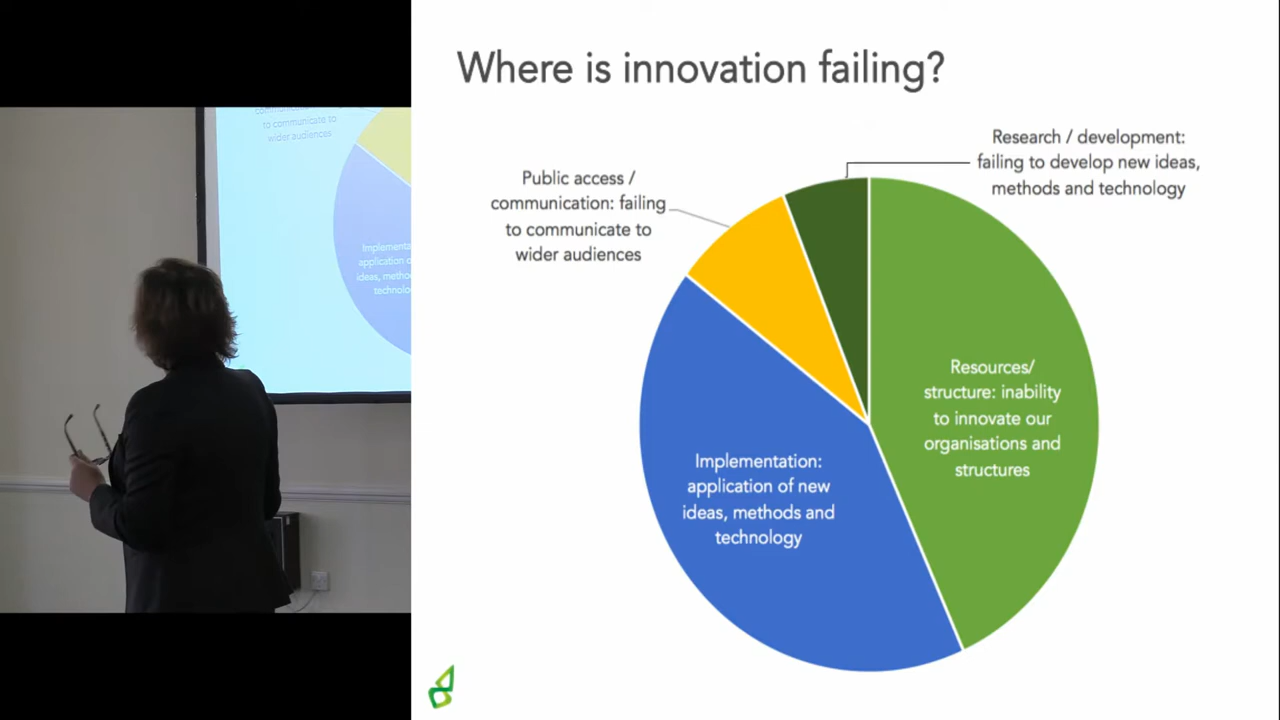 Where is innovation failing?
Research / development:
failing to develop new ideas,
methods and technology
Public access /
communication: failing
to communicate to
wider audiences
Resources/
structure: inability
to innovate our
organisations and
structures
Implementation:
application of new
ideas, methods and
technology
to communicate to
wider audiences
application
ideas,